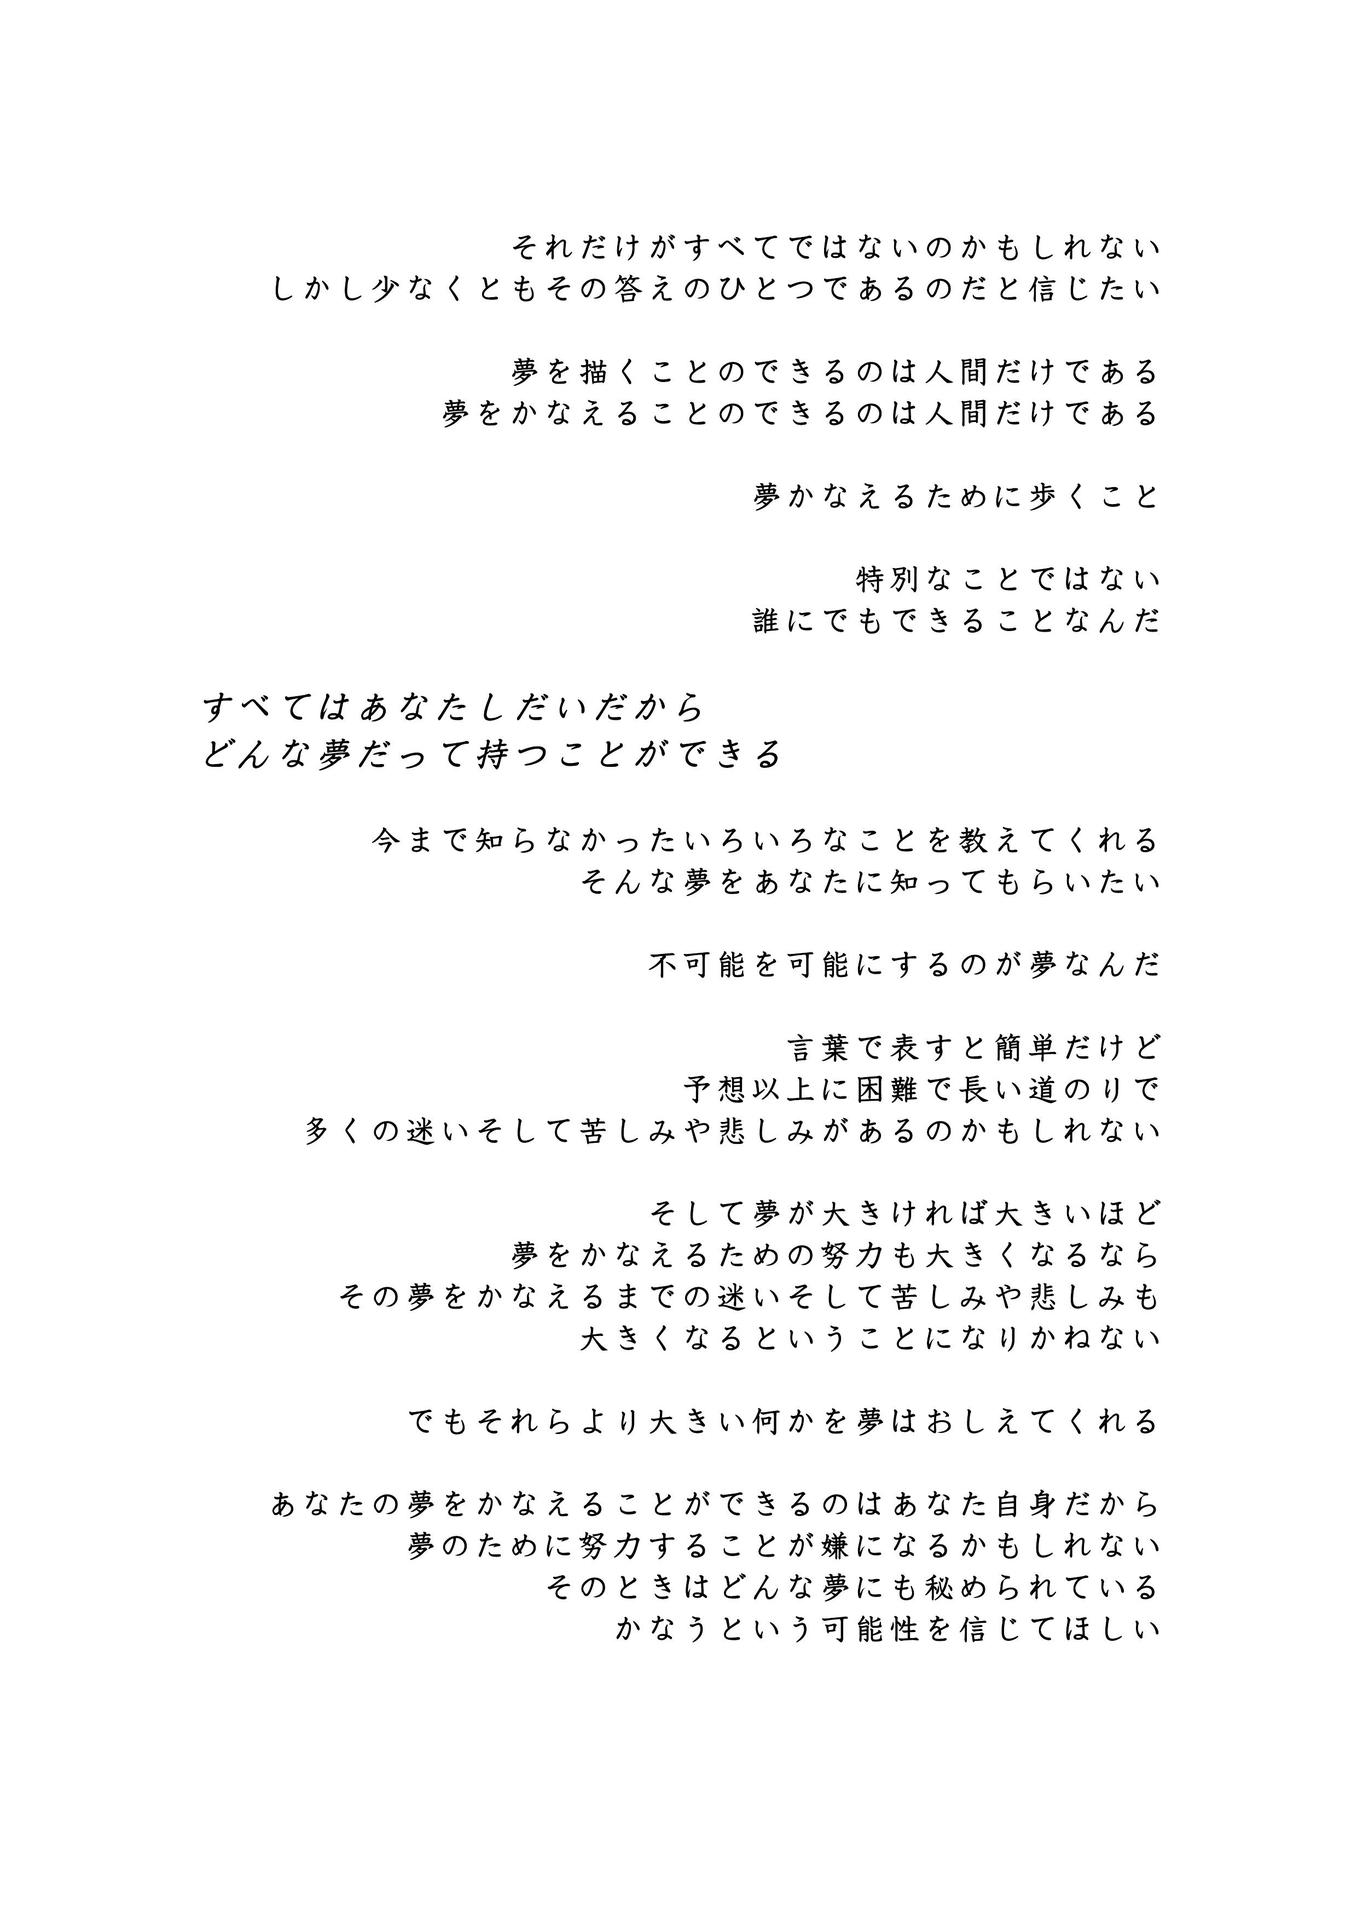 それだけがすべてではないのかもしれない
しかし少なくともその答えのひとつであるのだと信じたい
夢を描くことのできるのは人間だけである
夢をかなえることのできるのは人間だけである
夢かなえるために歩くこと
特別なことではない
誰にでもできることなんだ
すべてはあなたしだいだから
どんな夢だって持つことができる
今まで知らなかったいろいろなことを教えてくれる
そんな夢をあなたに知ってもらいたい
不可能を可能にするのが夢なんだ
言葉で表すと簡単だけど
予想以上に困難で長い道のりで
多くの迷いそして苦しみや悲しみがあるのかもしれない
そして夢が大きければ大きいほど
夢をかなえるための努力も大きくなるなら
その夢をかなえるまでの迷いそして苦しみや悲しみも
大きくなるということになりかねない
でもそれらより大きい何かを夢はおしえてくれる
あなたの夢をかなえることができるのはあなた自身だから
夢のために努力することが嫌になるかもしれない
そのときはどんな夢にも秘められている
かなうという可能性を信じてほしい